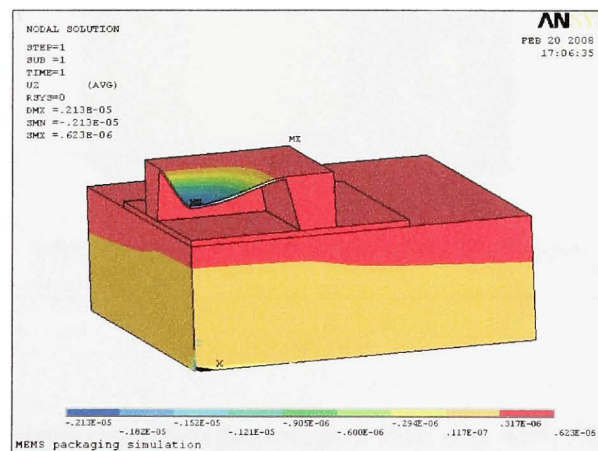 NODAL SOLUTION
STEP=1
SUB =1
TIME=1
UZ (AVG)
RSYS=0
DMX =.213E-05
SMN =-.213E-05
SMX =.623E-06
AN
FEB 20 2008
17:06:35
MX
MN
X
-.213E-05 -.152E-05 -.905E-06 -.294E-06 .317E-06
-.182E-05 -.121E-05 -.600E-06 .117E-07 .623E-06
MEMS packaging simulation